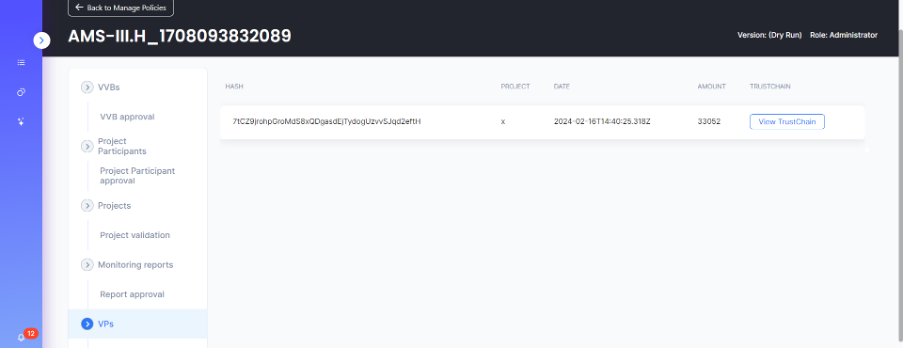 ← Back to Manage Policies
AMS-III.H_1708093832089
Version: (Dry Run) Role: Administrator
VVBs
VVB approval
Project
Participants
Project Participant
approval
Projects
Project validation
Monitoring reports
Report approval
VPs
12
HASH PROJECT DATE AMOUNT TRUSTCHAIN
7tCZ9jrohpGroMdS8xQDgasdEjTydogUzvvSJqd2eftH x 2024-02-16T14:40:25.318Z 33052 View TrustChain